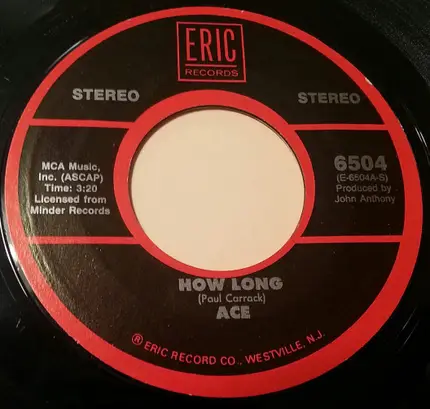 ERIC
RECORDS
STEREO
STEREO
MCA Music,
Inc. (ASCAP)
Time: 3:20
Licensed from
Minder Records
6504
(E-6504A-S)
Produced by
John Anthony
HOW LONG
(Paul Carrack)
ACE
® ERIC RECORD CO., WESTVILLE, N.J.